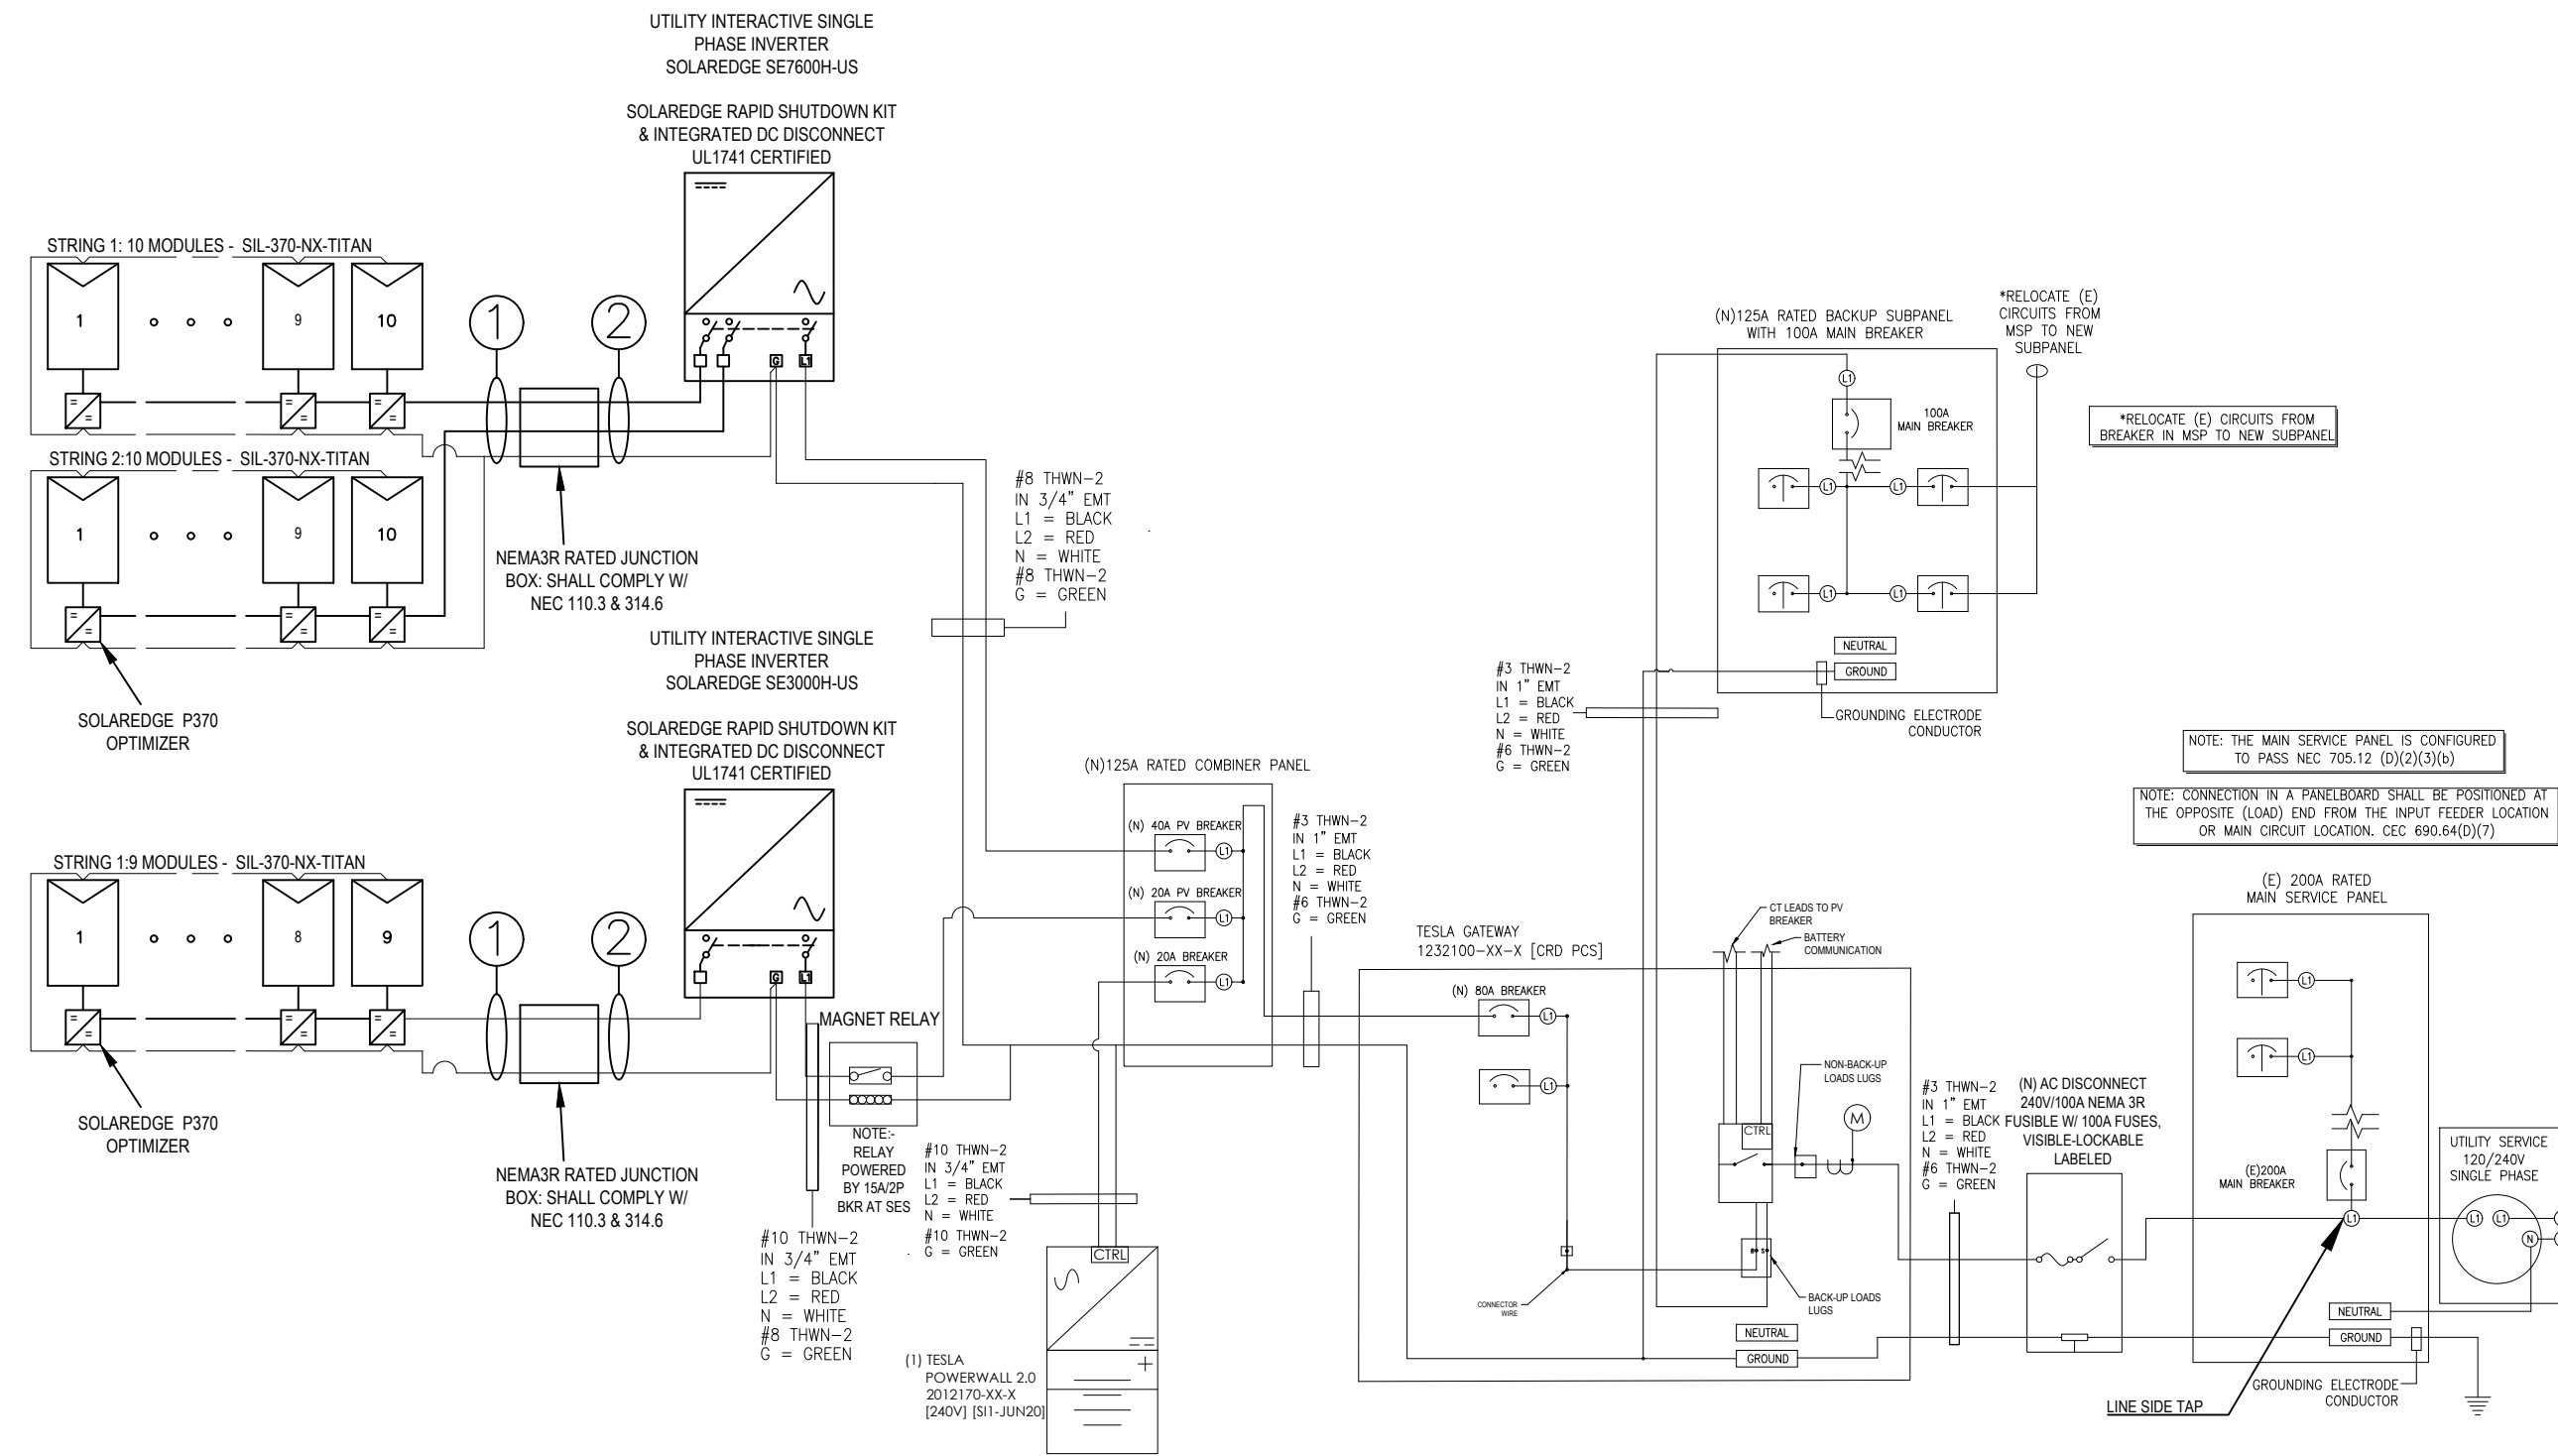 UTILITY INTERACTIVE SINGLE
PHASE INVERTER
SOLAREDGE SE7600H-US
SOLAREDGE RAPID SHUTDOWN KIT
& INTEGRATED DC DISCONNECT
UL1741 CERTIFIED
G
L1
STRING 1: 10 MODULES - SIL-370-NX-TITAN
1
9
10
1
2
STRING 2:10 MODULES - SIL-370-NX-TITAN
1
9
10
NEMA3R RATED JUNCTION
BOX: SHALL COMPLY W/
NEC 110.3 & 314.6
SOLAREDGE P370
OPTIMIZER
#8 THWN-2
IN 3/4" EMT
L1 = BLACK
L2 = RED
N = WHITE
#8 THWN-2
G = GREEN
UTILITY INTERACTIVE SINGLE
PHASE INVERTER
SOLAREDGE SE3000H-US
SOLAREDGE RAPID SHUTDOWN KIT
& INTEGRATED DC DISCONNECT
UL1741 CERTIFIED
G
L1
STRING 1:9 MODULES - SIL-370-NX-TITAN
1
8
9
1
2
SOLAREDGE P370
OPTIMIZER
NEMA3R RATED JUNCTION
BOX: SHALL COMPLY W/
NEC 110.3 & 314.6
MAGNET RELAY
NOTE:-
RELAY
POWERED
BY 15A/2P
BKR AT SES
#10 THWN-2
IN 3/4" EMT
L1 = BLACK
L2 = RED
N = WHITE
#8 THWN-2
G = GREEN
#10 THWN-2
IN 3/4" EMT
L1 = BLACK
L2 = RED
N = WHITE
#10 THWN-2
G = GREEN
CTRL
(1) TESLA
POWERWALL 2.0
2012170-XX-X
[240V] [SI1-JUN20]
(N)125A RATED COMBINER PANEL
(N) 40A PV BREAKER
L1
(N) 20A PV BREAKER
L1
(N) 20A BREAKER
L1
#3 THWN-2
IN 1" EMT
L1 = BLACK
L2 = RED
N = WHITE
#6 THWN-2
G = GREEN
TESLA GATEWAY
1232100-XX-X [CRD PCS]
(N) 80A BREAKER
L1
L1
CONNECTOR
WIRE
CT LEADS TO PV
BREAKER
BATTERY
COMMUNICATION
NON-BACK-UP
LOADS LUGS
CTRL
M
BACK-UP LOADS
LUGS
NEUTRAL
GROUND
(N)125A RATED BACKUP SUBPANEL
WITH 100A MAIN BREAKER
L1
100A
MAIN BREAKER
L1
L1
L1
L1
NEUTRAL
GROUND
GROUNDING ELECTRODE
CONDUCTOR
#3 THWN-2
IN 1" EMT
L1 = BLACK
L2 = RED
N = WHITE
#6 THWN-2
G = GREEN
*RELOCATE (E)
CIRCUITS FROM
MSP TO NEW
SUBPANEL
*RELOCATE (E) CIRCUITS FROM
BREAKER IN MSP TO NEW SUBPANEL
NOTE: THE MAIN SERVICE PANEL IS CONFIGURED
TO PASS NEC 705.12 (D)(2)(3)(b)
NOTE: CONNECTION IN A PANELBOARD SHALL BE POSITIONED AT
THE OPPOSITE (LOAD) END FROM THE INPUT FEEDER LOCATION
OR MAIN CIRCUIT LOCATION. CEC 690.64(D)(7)
#3 THWN-2
IN 1" EMT
L1 = BLACK
L2 = RED
N = WHITE
#6 THWN-2
G = GREEN
(N) AC DISCONNECT
240V/100A NEMA 3R
FUSIBLE W/ 100A FUSES,
VISIBLE-LOCKABLE
LABELED
(E) 200A RATED
MAIN SERVICE PANEL
L1
L1
(E)200A
MAIN BREAKER
L1
NEUTRAL
GROUND
GROUNDING ELECTRODE
CONDUCTOR
LINE SIDE TAP
UTILITY SERVICE
120/240V
SINGLE PHASE
L1
L1
N